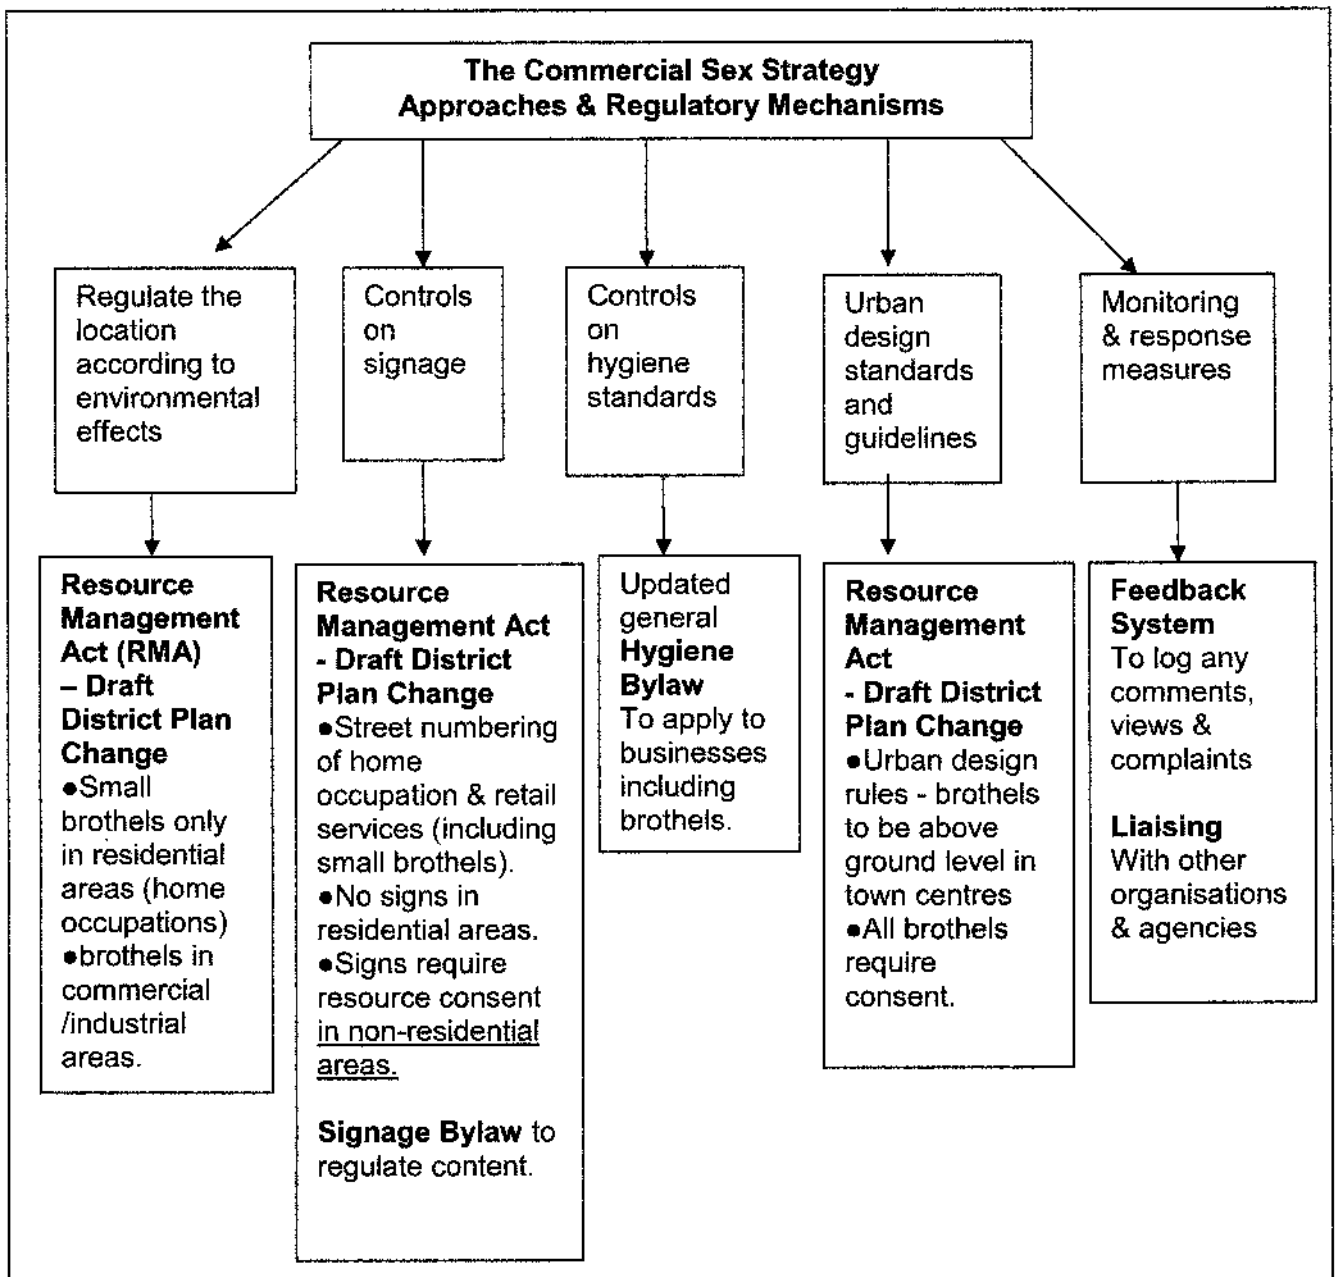 The Commercial Sex Strategy
Approaches & Regulatory Mechanisms
Regulate the
location
according to
environmental
effects
Controls
on
signage
Controls
on
hygiene
standards
Urban
design
standards
and
guidelines
Monitoring
& response
measures
Resource
Management
Act (RMA)
– Draft
District Plan
Change
●Small
brothels only
in residential
areas (home
occupations)
●brothels in
commercial
/industrial
areas.
Resource
Management Act
- Draft District
Plan Change
●Street numbering
of home
occupation & retail
services (including
small brothels).
●No signs in
residential areas.
●Signs require
resource consent
in non-residential
areas.
Signage Bylaw to
regulate content.
Updated
general
Hygiene
Bylaw
To apply to
businesses
including
brothels.
Resource
Management
Act
- Draft District
Plan Change
●Urban design
rules - brothels
to be above
ground level in
town centres
●All brothels
require
consent.
Feedback
System
To log any
comments,
views &
complaints
Liaising
With other
organisations
& agencies